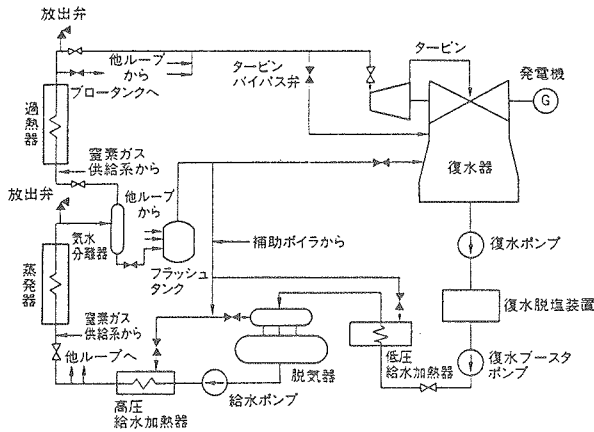 放出弁
他ループ
から
ブロータンクへ
タービン
バイパス弁
タービン
発電機
G
過熱器
窒素ガス
供給系から
放出弁
他ループ
から
復水器
気水
分離器
フラッシュ
タンク
補助ボイラから
復水ポンプ
蒸発器
復水脱塩装置
窒素ガス
供給系から
他ループへ
脱気器
低圧
給水加熱器
復水ブースタ
ポンプ
給水ポンプ
高圧
給水加熱器